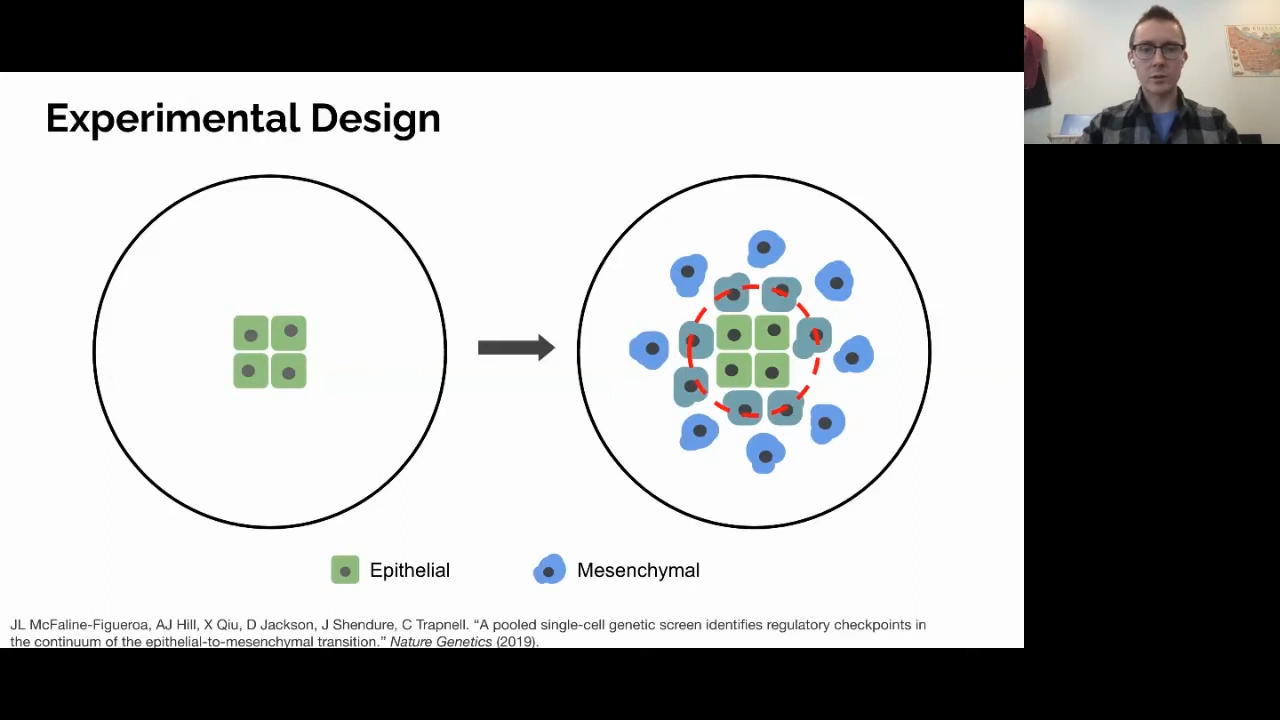 Experimental Design
Epithelial
Mesenchymal
JL McFaline-Figueroa, AJ Hill, X Qiu, D Jackson, J Shendure, C Trapnell. “A pooled single-cell genetic screen identifies regulatory checkpoints in
the continuum of the epithelial-to-mesenchymal transition.” Nature Genetics (2019).